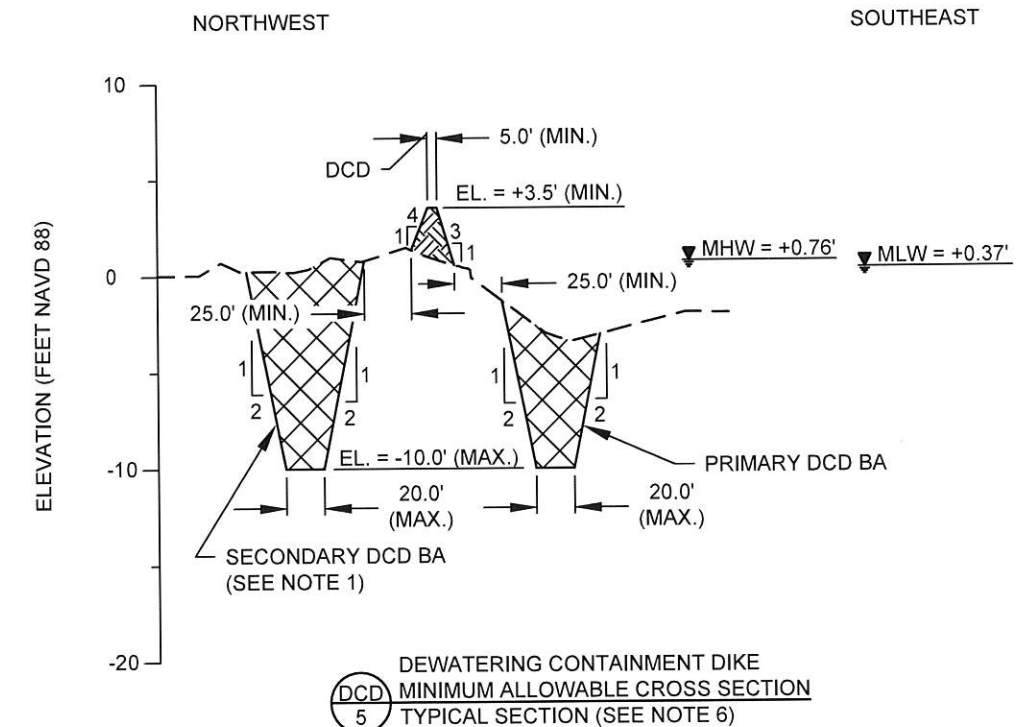 NORTHWEST
SOUTHEAST
10
5.0' (MIN.)
DCD
EL. = +3.5' (MIN.)
4
1
3
1
MHW = +0.76'
MLW = +0.37'
0
25.0' (MIN.)
25.0' (MIN.)
ELEVATION (FEET NAVD 88)
1
2
1
2
1
2
1
2
-10
EL. = -10.0' (MAX.)
PRIMARY DCD BA
20.0'
(MAX.)
20.0'
(MAX.)
SECONDARY DCD BA
(SEE NOTE 1)
-20
DCD
5
DEWATERING CONTAINMENT DIKE
MINIMUM ALLOWABLE CROSS SECTION
TYPICAL SECTION (SEE NOTE 6)